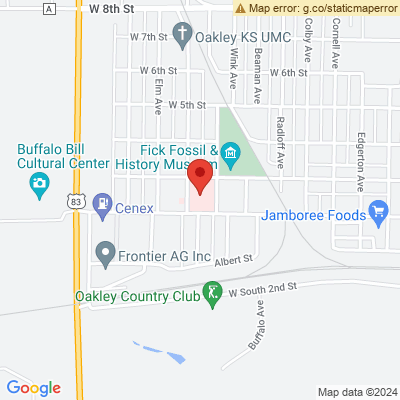 A
W 8th St
Map error: g.co/staticmaperror
W 7th St
Oakley KS UMC
Wink Ave
Beaman Ave
Colby Ave
Cornell Ave
W 6th St
W 6th St
Elm Ave
W 5th St
Radloff Ave
Edgerton Ave
Fick Fossil &
History Museum
Buffalo Bill
Cultural Center
83
Cenex
Jamboree Foods
Frontier AG Inc
Albert St
Oakley Country Club
W South 2nd St
Buffalo Ave
Google
Map data ©2024